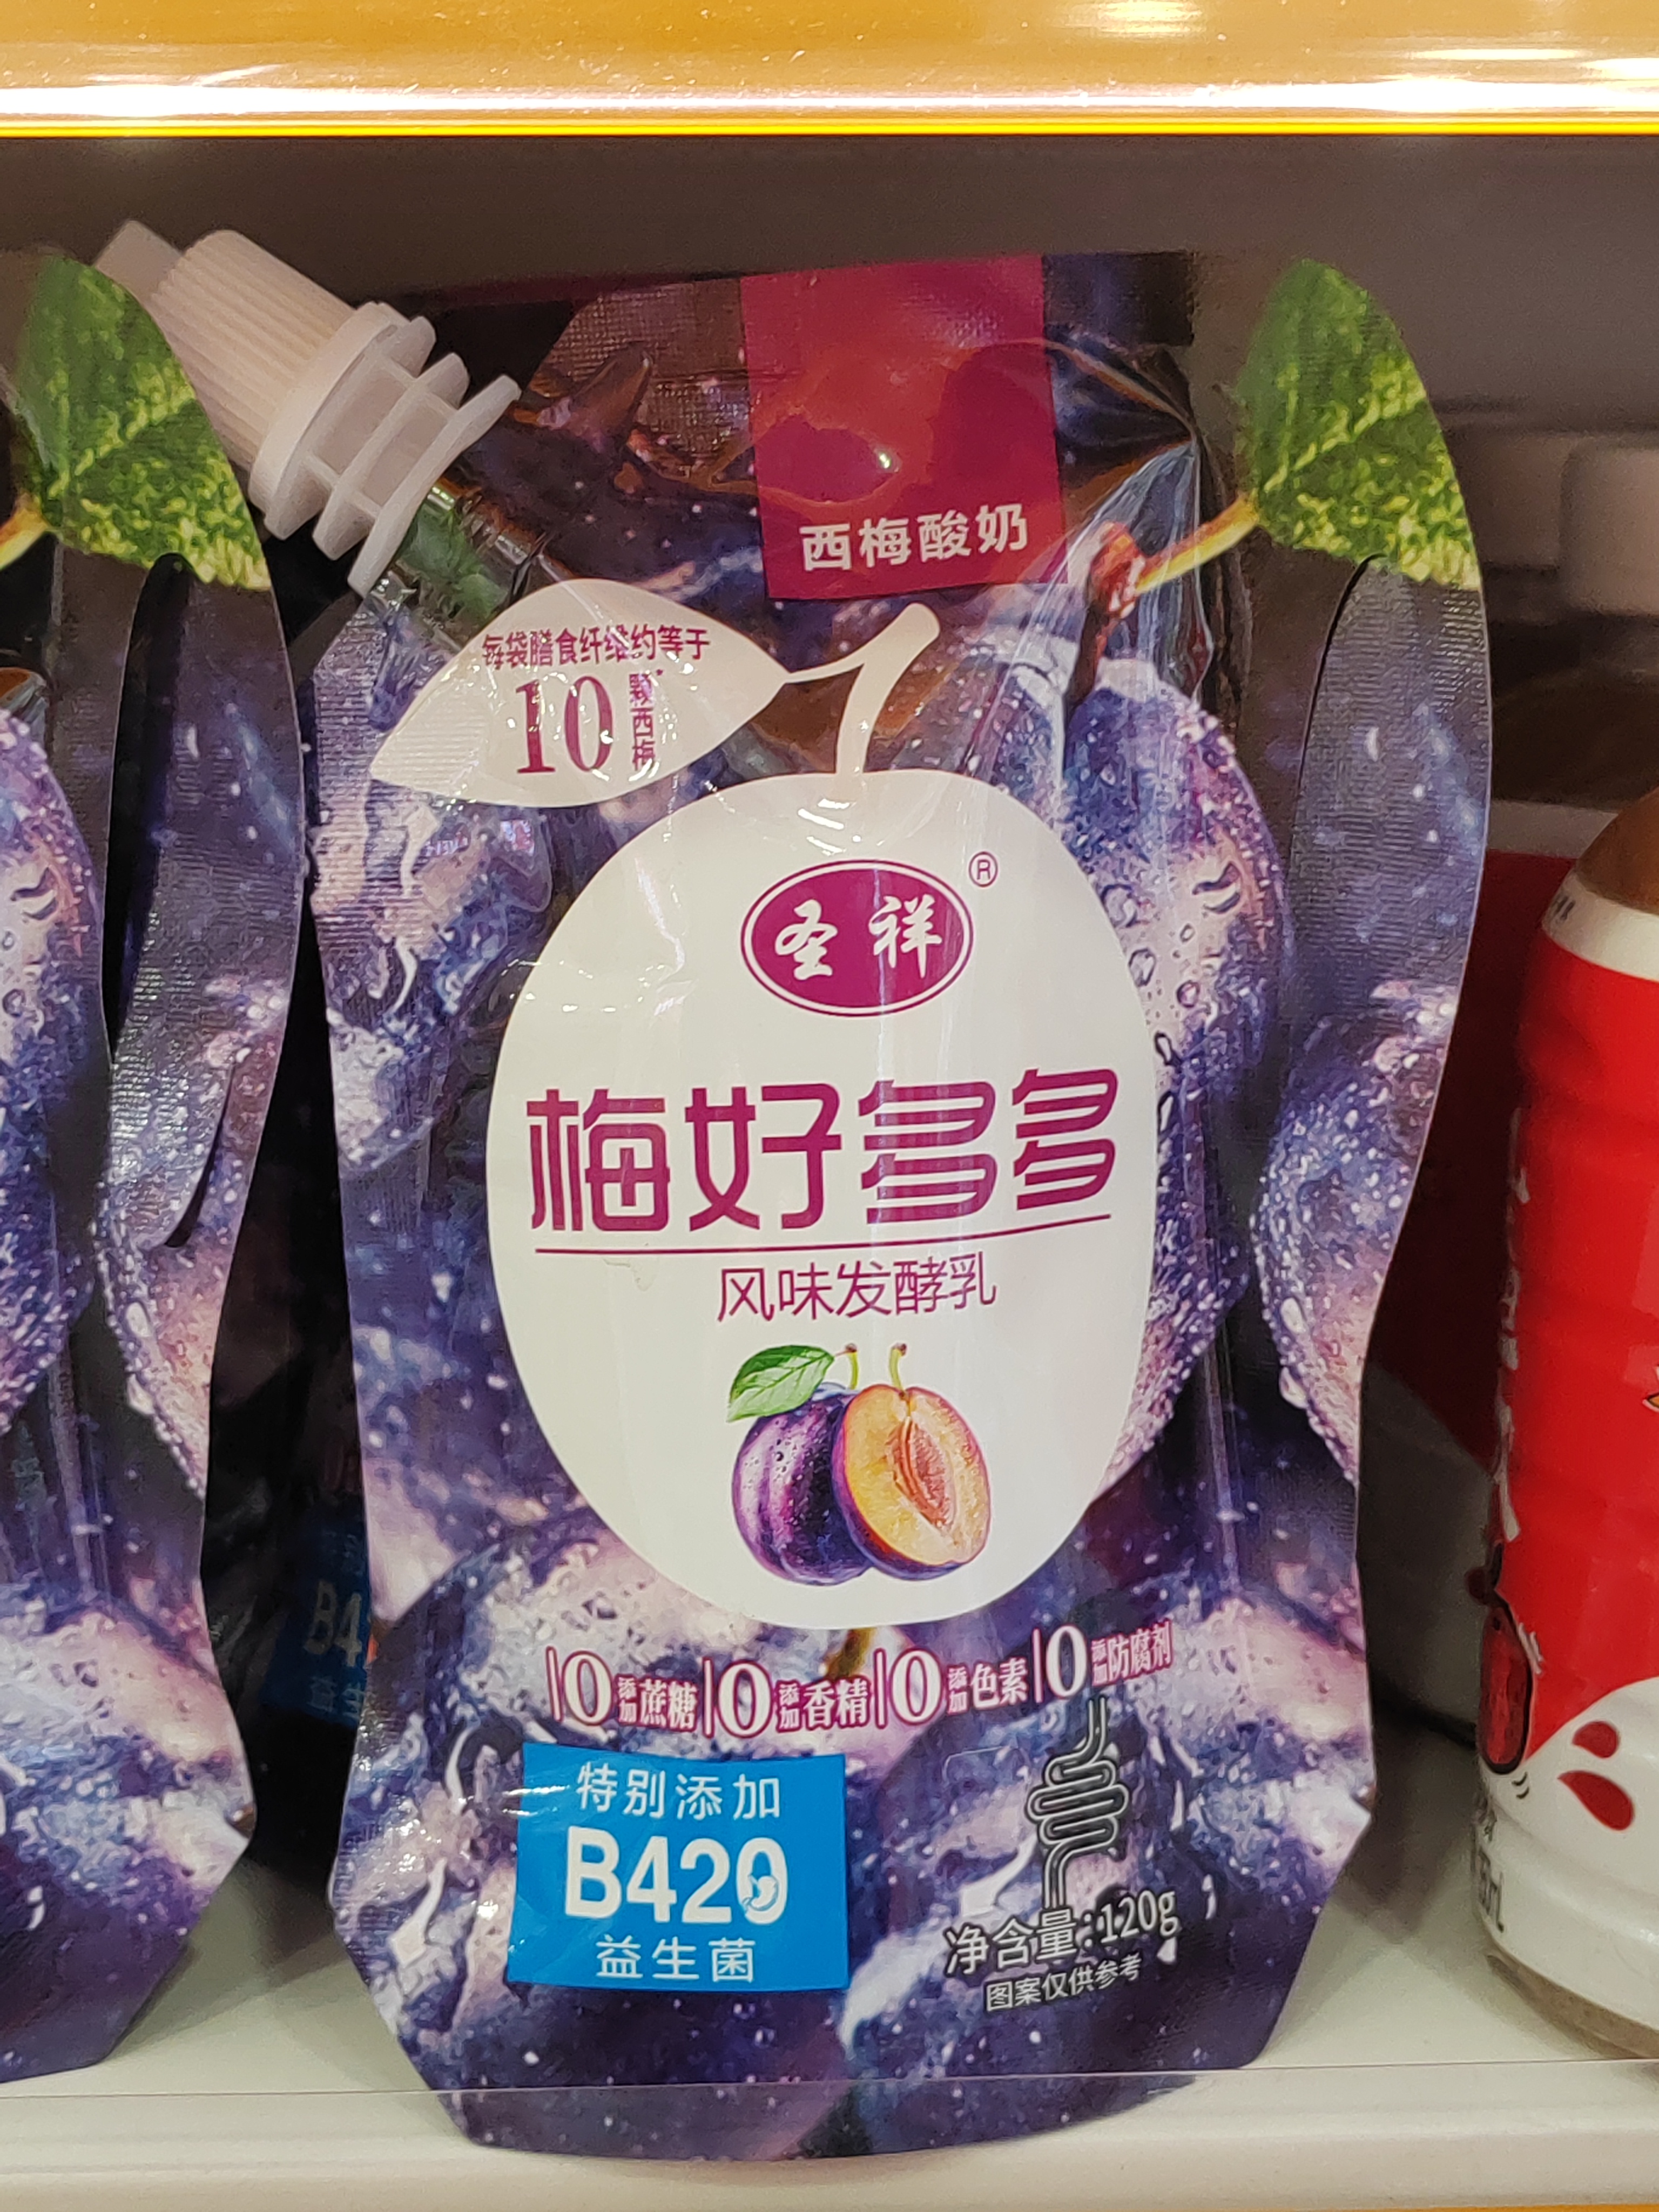 西梅酸奶
每袋膳食纤维约等于
10颗*西梅
圣祥®
梅好多多
风味发酵乳
0添加蔗糖|0添加香精|0添加色素|0添加防腐剂
特别添加
B420
益生菌
净含量:120g
图案仅供参考
B4
益生